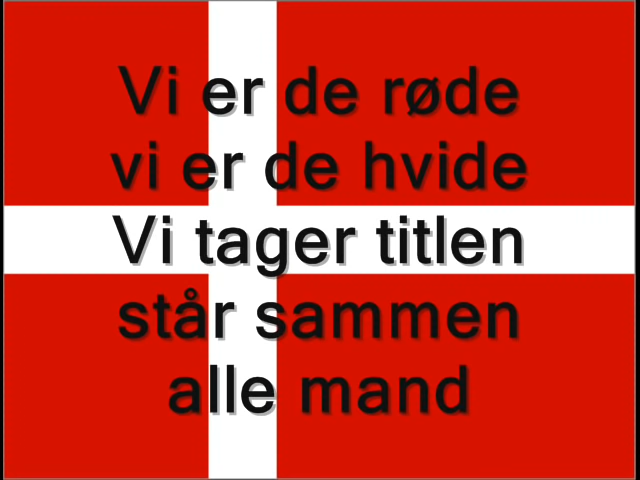 Vi er de røde
vi er de hvide
Vi tager titlen
står sammen
alle mand